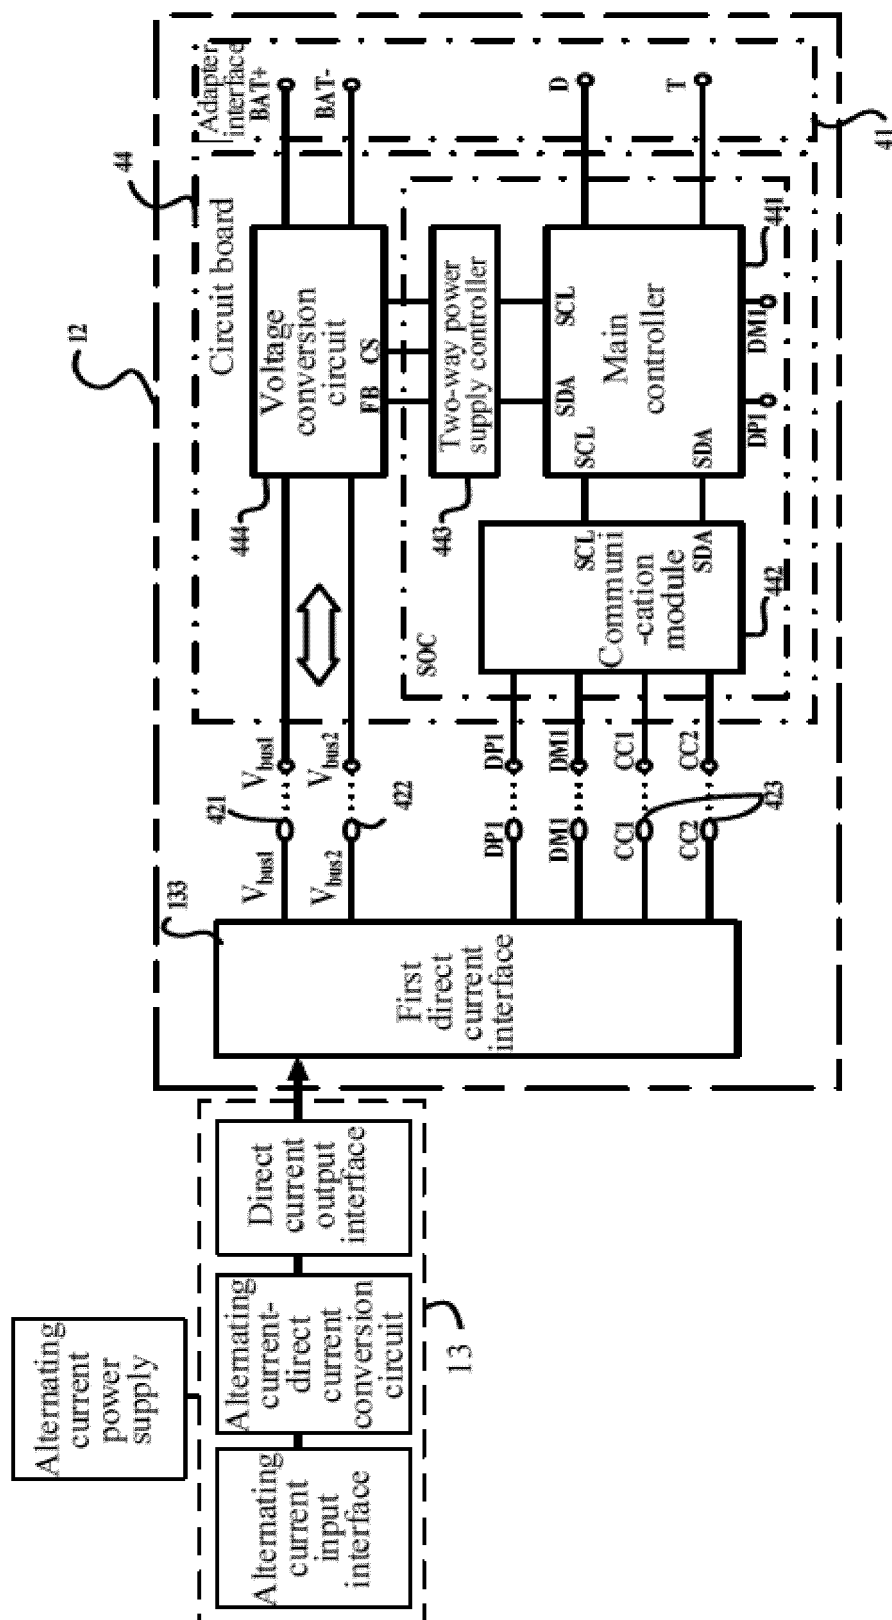 Alternating
current
power
supply
Alternating
current
input
interface
Alternating
current-
direct
current
conversion
circuit
Direct
current
output
interface
13
12
133
First
direct
current
interface
Vbus1
Vbus2
DP1
DM1
CC1
CC2
421
422
423
Vbus1
Vbus2
DP1
DM1
CC1
CC2
44
Circuit board
444
Voltage
conversion
circuit
FB
CS
443
Two-way power
supply controller
SOC
Communi
-cation
module
SCL
SDA
442
SCL
SDA
SDA
SCL
Main
controller
441
DP1
DM1
Adapter
interface
BAT+
BAT-
D
T
41